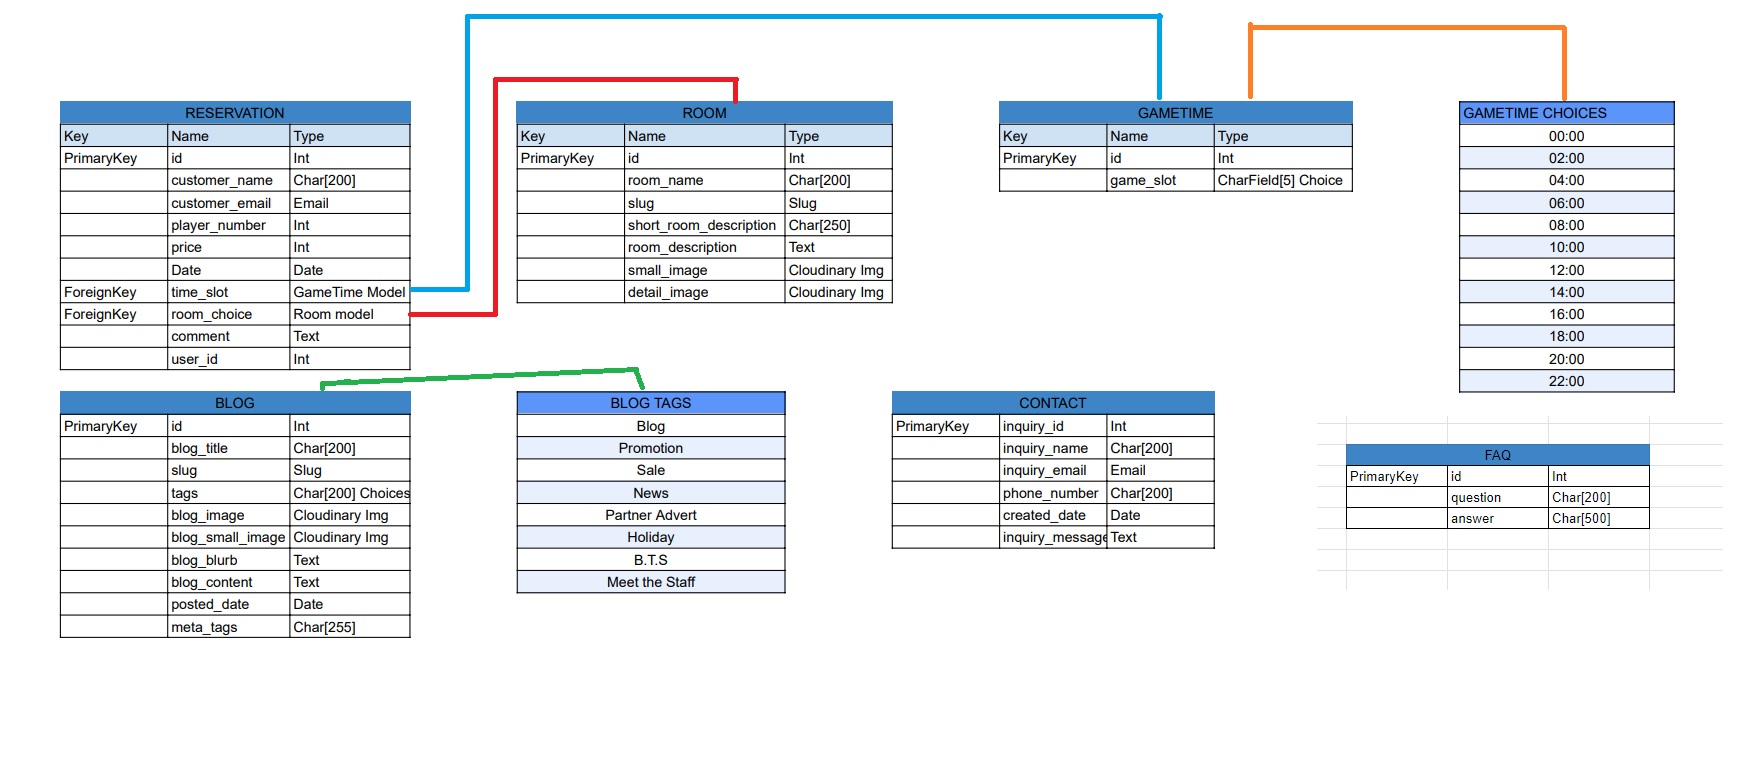 RESERVATION
Key Name Type
PrimaryKey id Int
customer_name Char[200]
customer_email Email
player_number Int
price Int
Date Date
ForeignKey time_slot GameTime Model
ForeignKey room_choice Room model
comment Text
user_id Int
ROOM
Key Name Type
PrimaryKey id Int
room_name Char[200]
slug Slug
short_room_description Char[250]
room_description Text
small_image Cloudinary Img
detail_image Cloudinary Img
GAMETIME
Key Name Type
PrimaryKey id Int
game_slot CharField[5] Choice
GAMETIME CHOICES
00:00
02:00
04:00
06:00
08:00
10:00
12:00
14:00
16:00
18:00
20:00
22:00
BLOG
PrimaryKey id Int
blog_title Char[200]
slug Slug
tags Char[200] Choices
blog_image Cloudinary Img
blog_small_image Cloudinary Img
blog_blurb Text
blog_content Text
posted_date Date
meta_tags Char[255]
BLOG TAGS
Blog
Promotion
Sale
News
Partner Advert
Holiday
B.T.S
Meet the Staff
CONTACT
PrimaryKey inquiry_id Int
inquiry_name Char[200]
inquiry_email Email
phone_number Char[200]
created_date Date
inquiry_message Text
FAQ
PrimaryKey id Int
question Char[200]
answer Char[500]